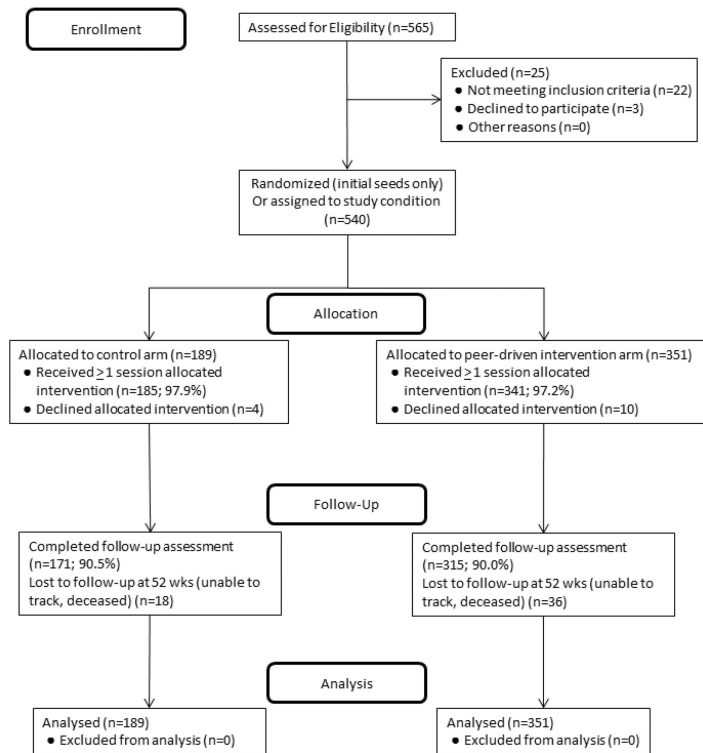 Enrollment
Assessed for Eligibility (n=565)
Excluded (n=25)
● Not meeting inclusion criteria (n=22)
● Declined to participate (n=3)
● Other reasons (n=0)
Randomized (initial seeds only)
Or assigned to study condition
(n=540)
Allocation
Allocated to control arm (n=189)
● Received >1 session allocated
intervention (n=185; 97.9%)
● Declined allocated intervention (n=4)
Allocated to peer-driven intervention arm (n=351)
● Received >1 session allocated
intervention (n=341; 97.2%)
● Declined allocated intervention (n=10)
Follow-Up
Completed follow-up assessment
(n=171; 90.5%)
Lost to follow-up at 52 wks (unable to
track, deceased) (n=18)
Completed follow-up assessment
(n=315; 90.0%)
Lost to follow-up at 52 wks (unable to
track, deceased) (n=36)
Analysis
Analysed (n=189)
● Excluded from analysis (n=0)
Analysed (n=351)
● Excluded from analysis (n=0)